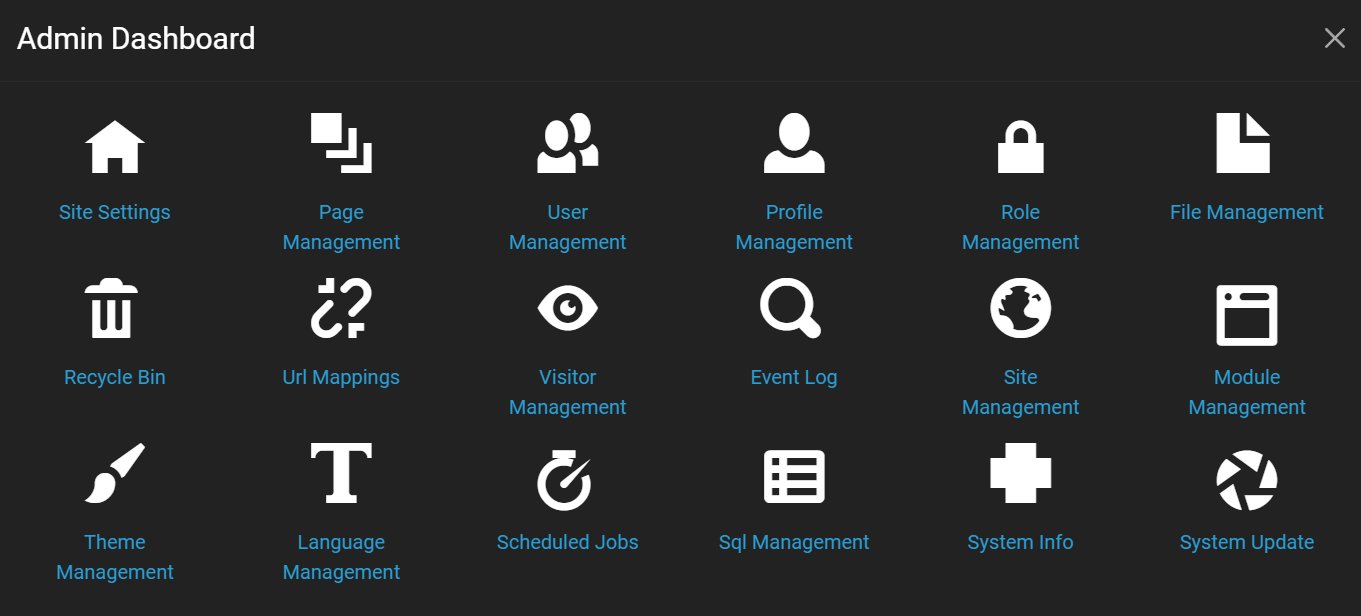 Admin Dashboard
Site Settings
Page
Management
User
Management
Profile
Management
Role
Management
File Management
Recycle Bin
Url Mappings
Visitor
Management
Event Log
Site
Management
Module
Management
Theme
Management
Language
Management
Scheduled Jobs
Sql Management
System Info
System Update